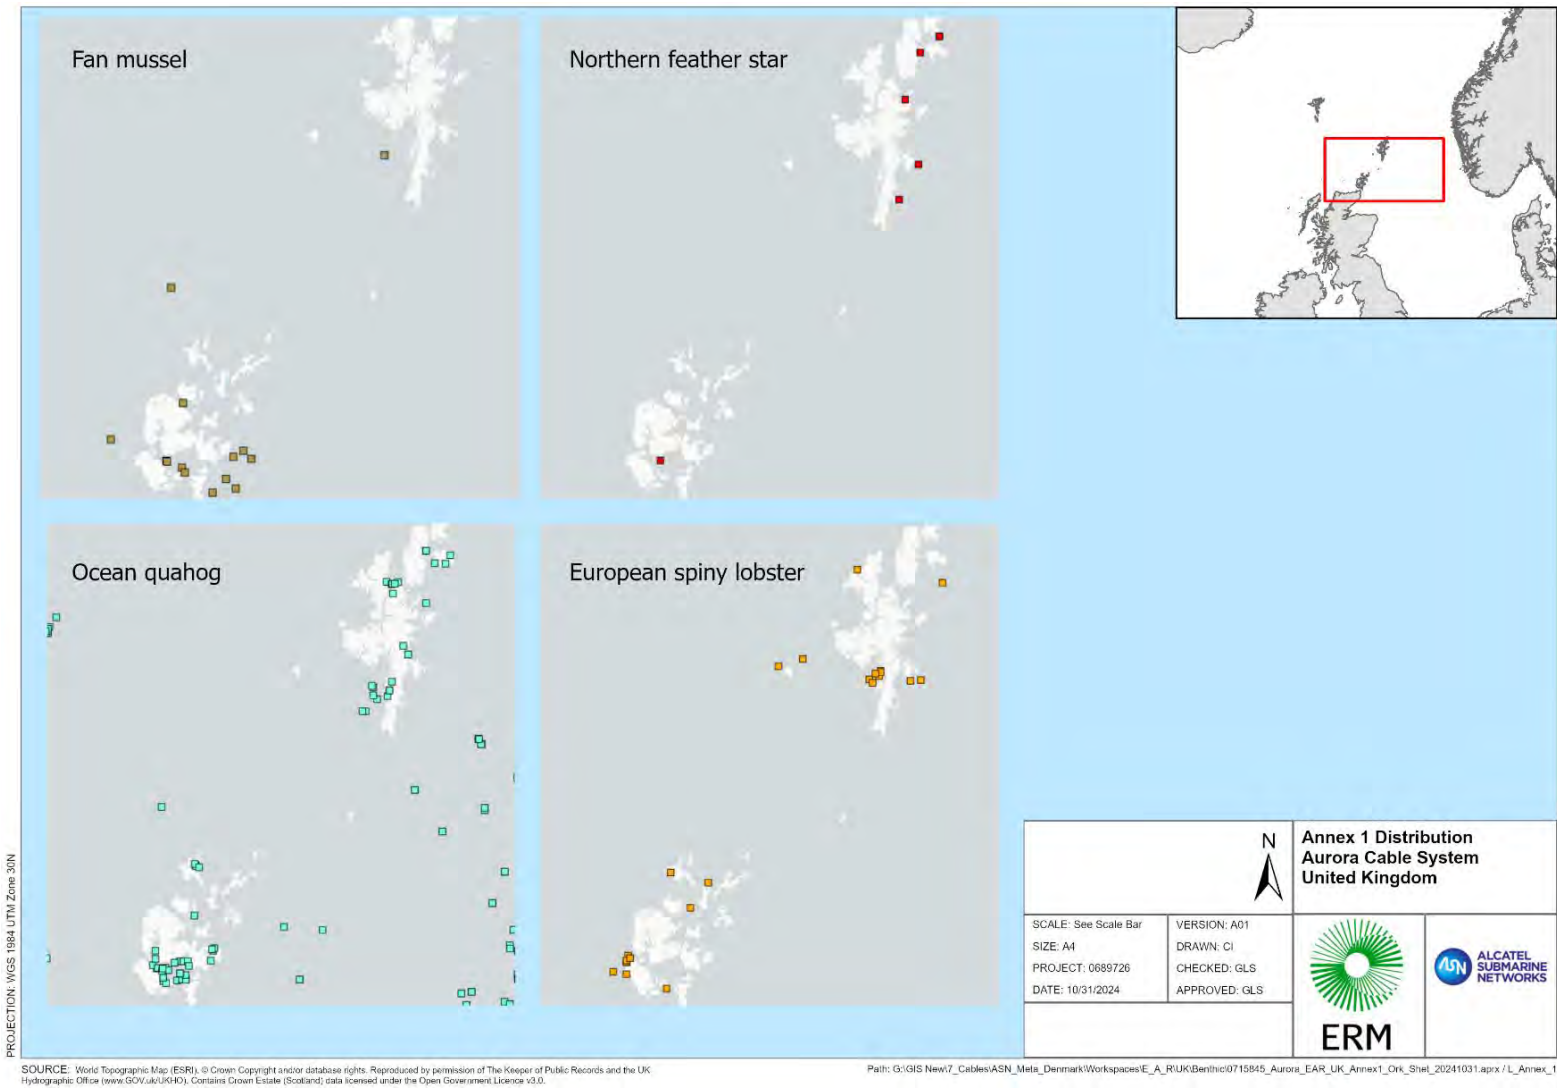 Fan mussel
Northern feather star
Ocean quahog
European spiny lobster
N
Annex 1 Distribution
Aurora Cable System
United Kingdom
SCALE: See Scale Bar
VERSION: A01
SIZE: A4
DRAWN: CI
PROJECT: 0689726
CHECKED: GLS
DATE: 10/31/2024
APPROVED: GLS
ERM
ASN
ALCATEL
SUBMARINE
NETWORKS
PROJECTION: WGS 1984 UTM Zone 30N
SOURCE: World Topographic Map (ESRI), © Crown Copyright and/or database rights. Reproduced by permission of The Keeper of Public Records and the UK
Hydrographic Office (www.GOV.uk/UKHO). Contains Crown Estate (Scotland) data licensed under the Open Government Licence v3.0.
Path: G:\GIS New\7_Cables\ASN_Meta_Denmark\Workspaces\E_A_R\UK\Benthic\0715845_Aurora_EAR_UK_Annex1_Ork_Shet_20241031.aprx / L_Annex_1